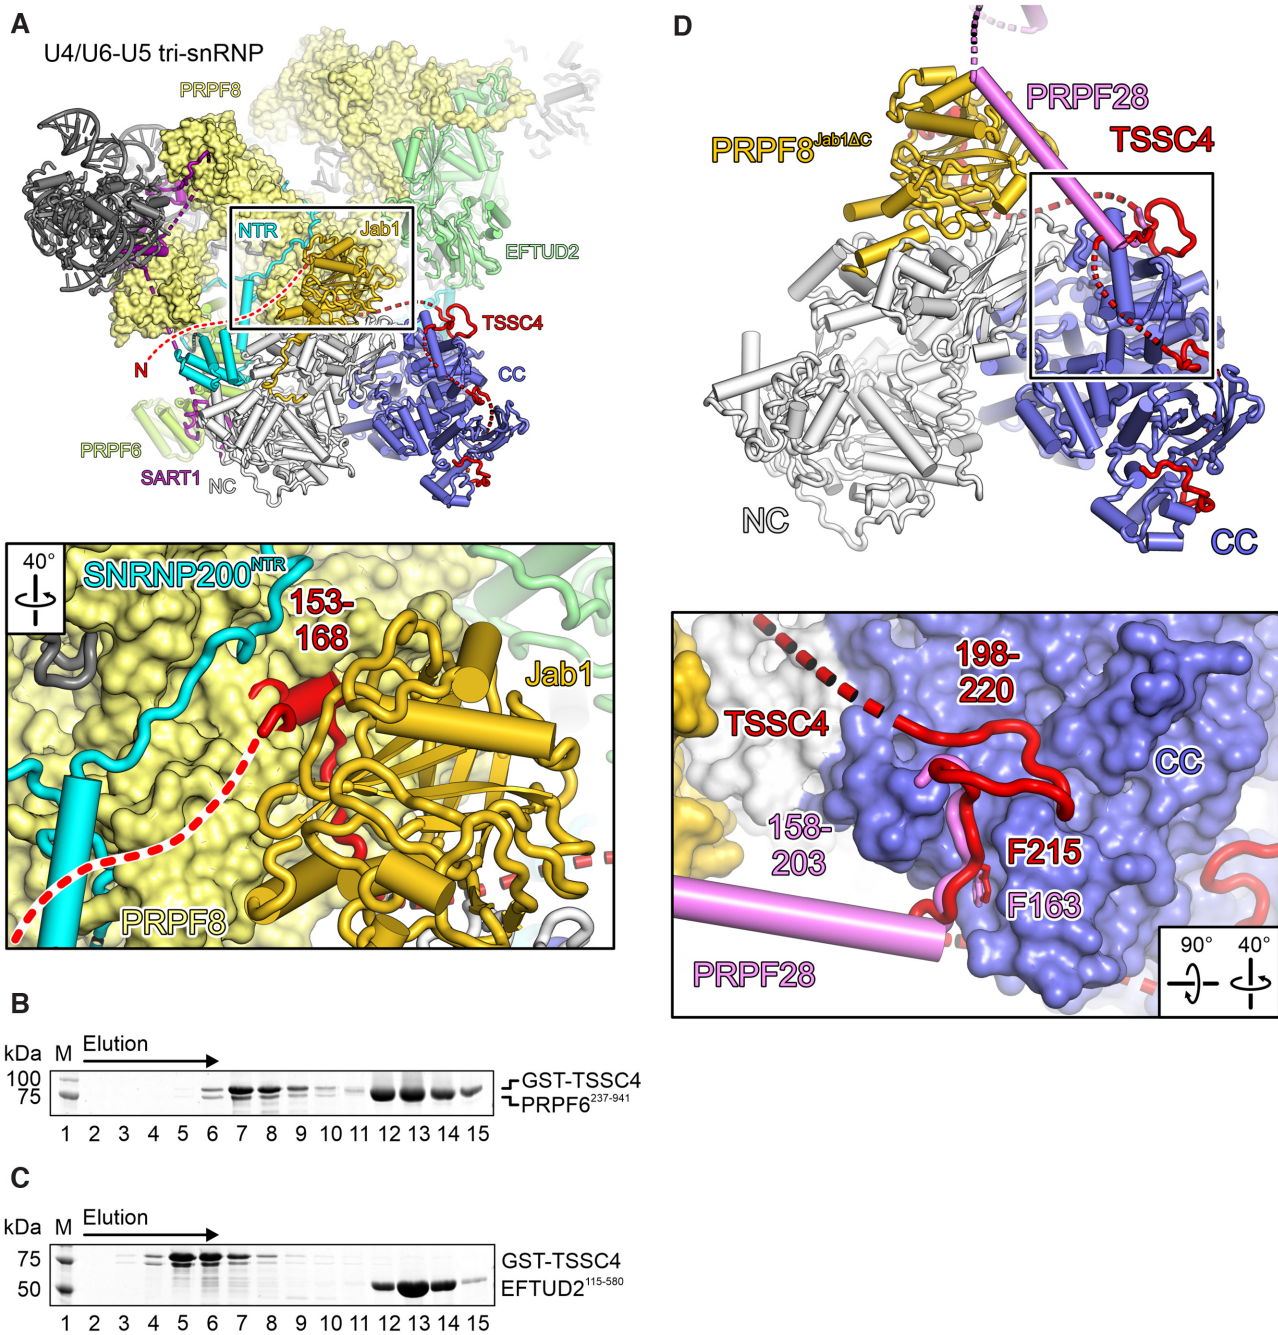 A
U4/U6-U5 tri-snRNP
PRPF8
NTR
Jab1
EFTUD2
TSSC4
N
CC
PRPF6
SART1
NC
40°
SNRNP200NTR
153-
168
Jab1
PRPF8
B
kDa M Elution
100
75
GST-TSSC4
PRPF6237-941
1 2 3 4 5 6 7 8 9 10 11 12 13 14 15
C
kDa M Elution
75
50
GST-TSSC4
EFTUD2115-580
1 2 3 4 5 6 7 8 9 10 11 12 13 14 15
D
PRPF28
TSSC4
PRPF8Jab1ΔC
NC
CC
198-
220
TSSC4
CC
158-
203
F215
F163
PRPF28
90° 40°